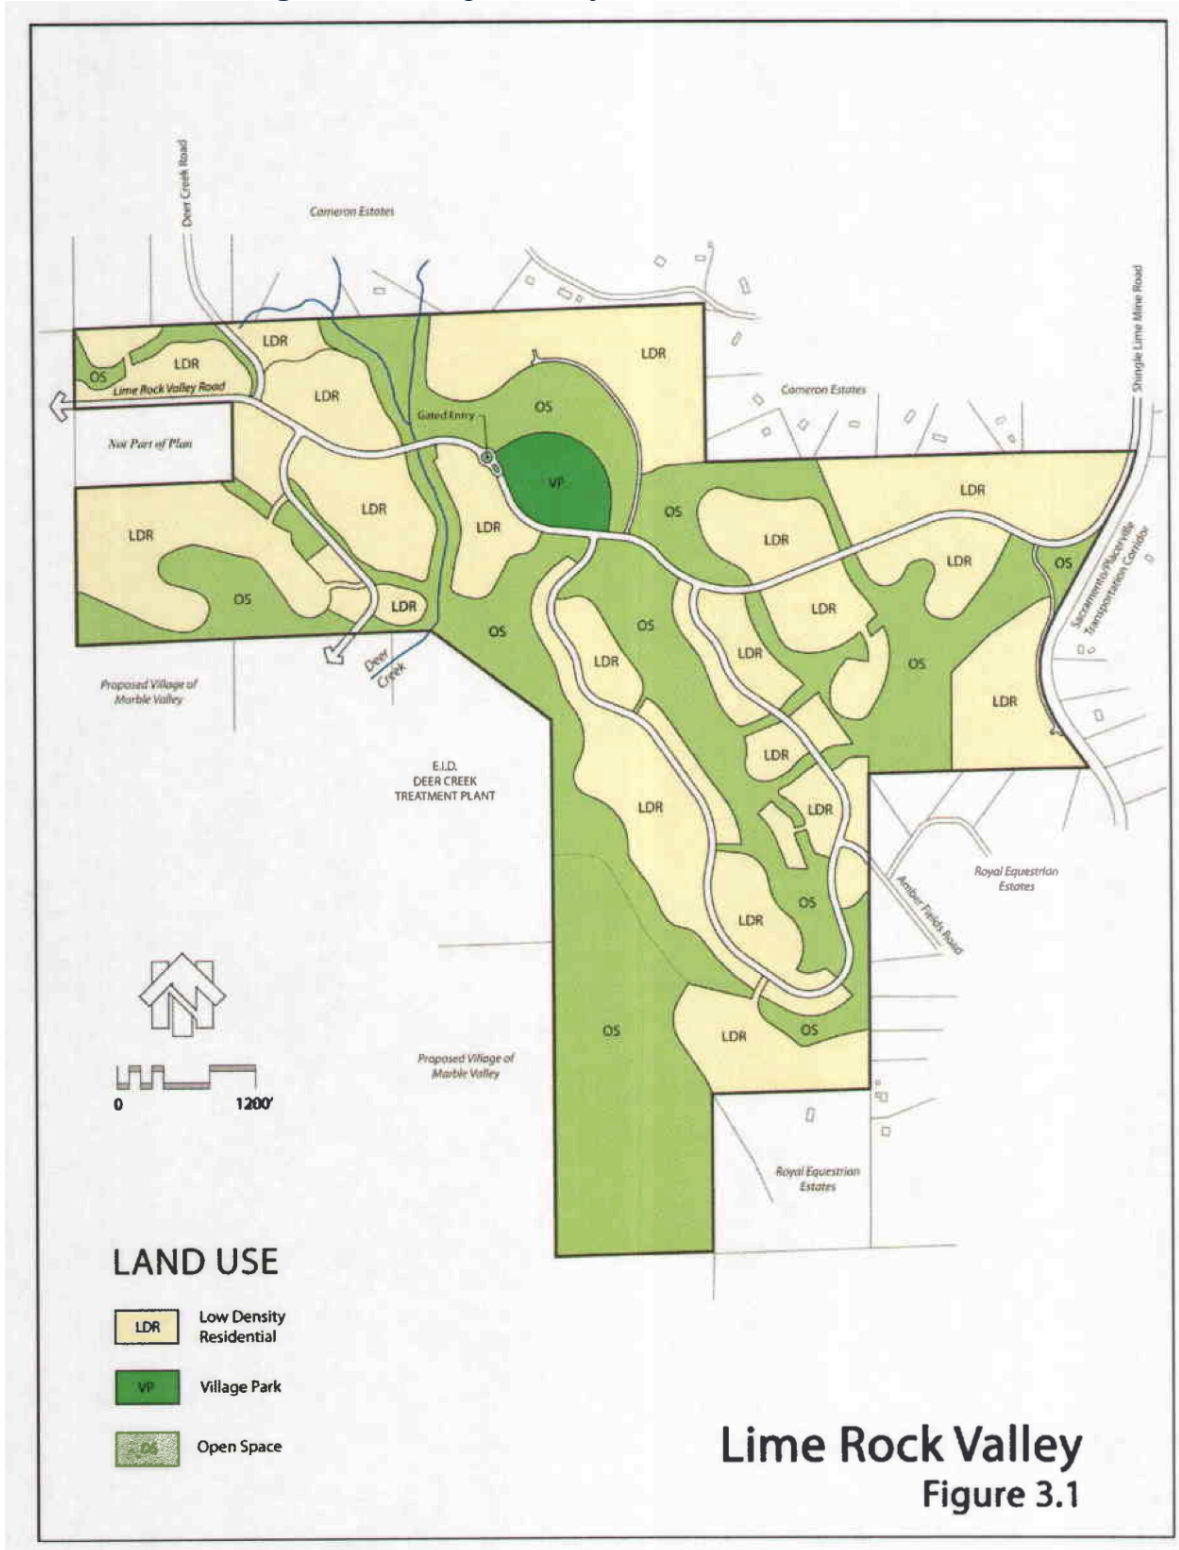 Deer Creek Road
Cameron Estates
Shingle Lime Mine Road
LDR
LDR
LDR
OS
LDR
Lime Rock Valley Road
LDR
Cameron Estates
OS
Gated Entry
Not Part of Plan
VP
LDR
LDR
OS
LDR
LDR
LDR
LDR
OS
LDR
Sacramento/Placerville
Transportation Corridor
OS
LDR
LDR
OS
OS
LDR
LDR
OS
Deer
Creek
Proposed Village of
Marble Valley
LDR
LDR
E.I.D.
DEER CREEK
TREATMENT PLANT
LDR
LDR
Royal Equestrian
Estates
Amber Fields Road
OS
LDR
OS
LDR
OS
Proposed Village of
Marble Valley
0 1200'
Royal Equestrian
Estates
LAND USE
LDR
Low Density
Residential
VP
Village Park
OS
Open Space
Lime Rock Valley
Figure 3.1